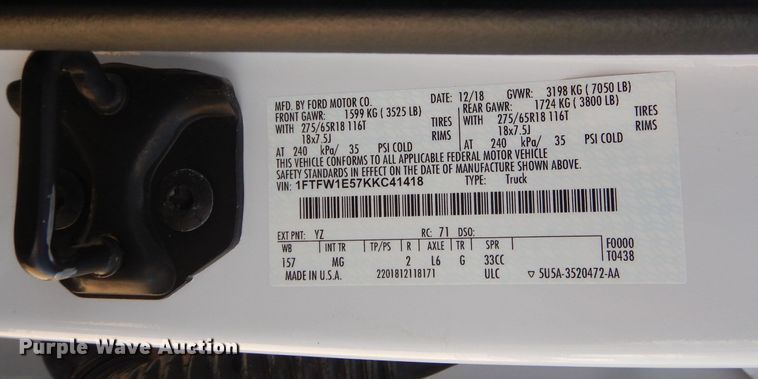 MFD. BY FORD MOTOR CO. DATE: 12/18 GVWR: 3198 KG ( 7050 LB)
FRONT GAWR: 1599 KG ( 3525 LB) REAR GAWR: 1724 KG ( 3800 LB)
WITH 275/65R18 116T TIRES WITH 275/65R18 116T TIRES
18x7.5J RIMS 18x7.5J RIMS
AT 240 kPa/ 35 PSI COLD AT 240 kPa/ 35 PSI COLD
THIS VEHICLE CONFORMS TO ALL APPLICABLE FEDERAL MOTOR VEHICLE
SAFETY STANDARDS IN EFFECT ON THE DATE OF MANUFACTURE SHOWN ABOVE.
VIN: 1FTFW1E57KKC41418 TYPE: Truck
EXT PNT: YZ RC: 71 DSO:
WB INT TR TP/PS R AXLE TR SPR F0000
157 MG 2 L6 G 33CC T0438
MADE IN U.S.A. 2201812118171 ULC ▽ 5U5A-3520472-AA
Purple Wave Auction